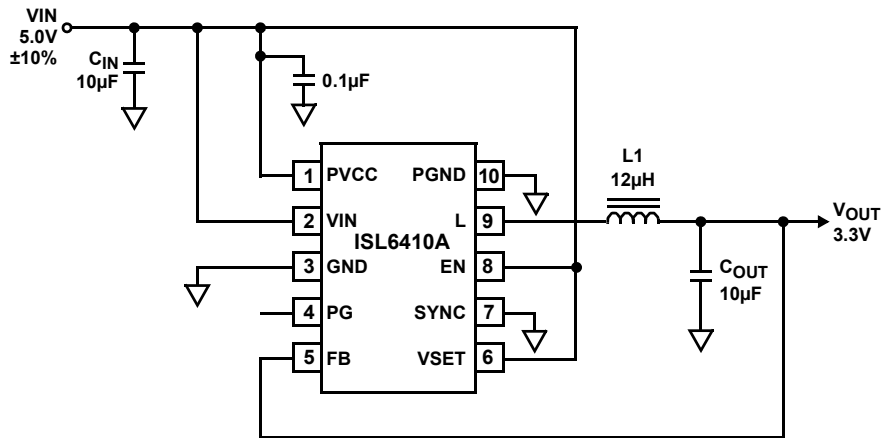 VIN
5.0V
±10%
CIN
10µF
0.1µF
1 PVCC
PGND 10
2 VIN
L 9
ISL6410A
3 GND
EN 8
4 PG
SYNC 7
5 FB
VSET 6
L1
12µH
VOUT
3.3V
COUT
10µF